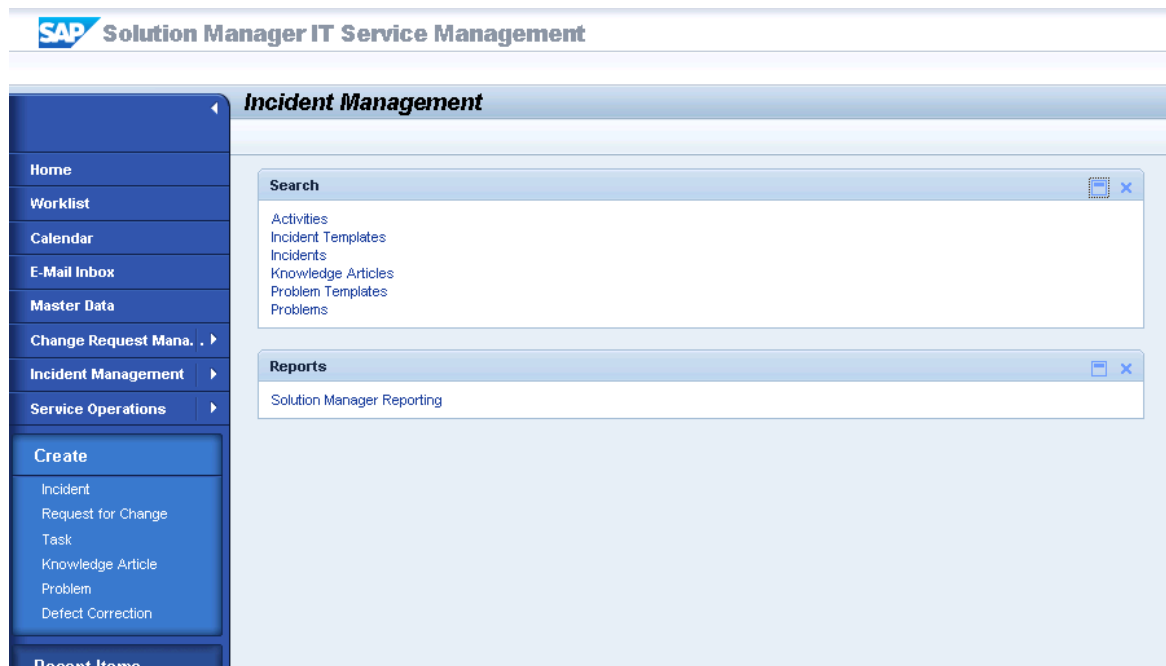 SAP Solution Manager IT Service Management
Incident Management
Home
Worklist
Calendar
E-Mail Inbox
Master Data
Change Request Mana. .
Incident Management
Service Operations
Create
Incident
Request for Change
Task
Knowledge Article
Problem
Defect Correction
Recent Items
Search
Activities
Incident Templates
Incidents
Knowledge Articles
Problem Templates
Problems
Reports
Solution Manager Reporting